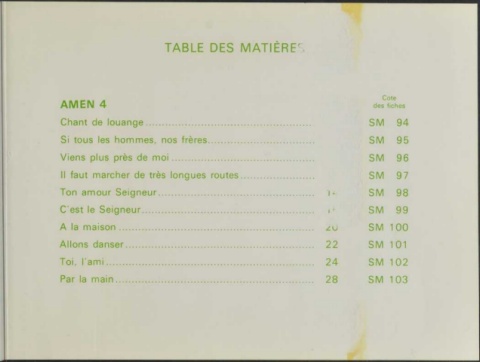 TABLE DES MATIÈRES
Cote
des fiches
AMEN 4
Chant de louange SM 94
Si tous les hommes, nos frères SM 95
Viens plus près de moi SM 96
Il faut marcher de très longues routes SM 97
Ton amour Seigneur SM 98
C'est le Seigneur SM 99
A la maison 20 SM 100
Allons danser 22 SM 101
Toi, l'ami 24 SM 102
Par la main 28 SM 103